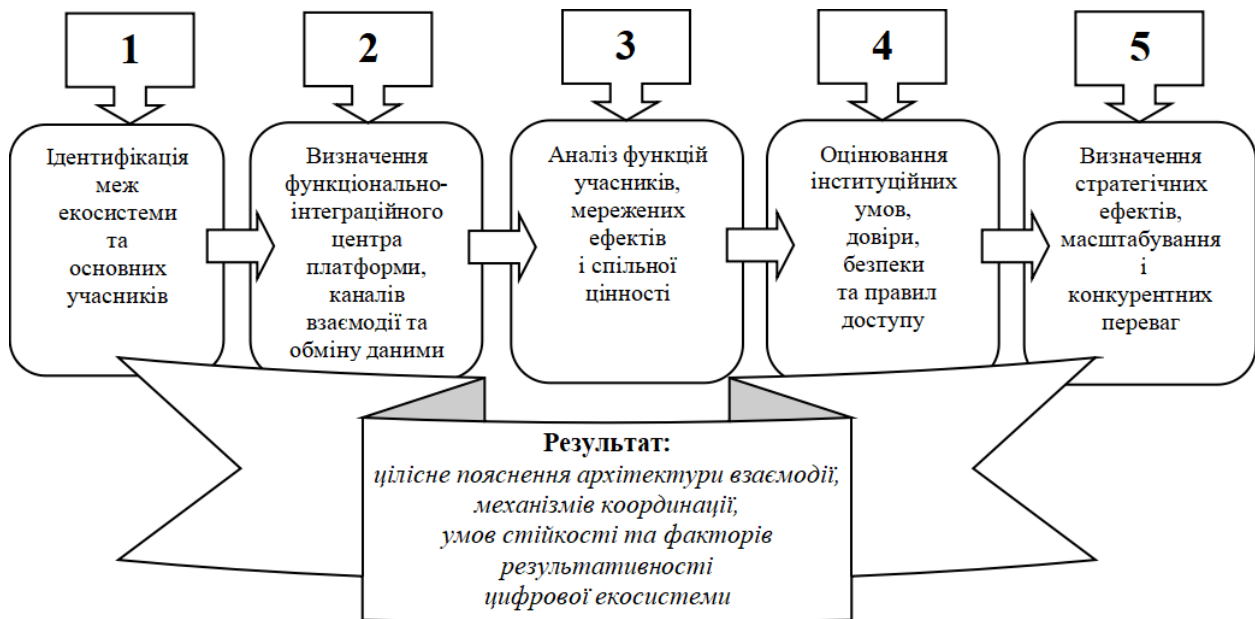 1
Ідентифікація
меж
екосистеми
та
основних
учасників
2
Визначення
функціонально-
інтеграційного
центра
платформи,
каналів
взаємодії та
обміну даними
3
Аналіз функцій
учасників,
мережених
ефектів
і спільної
цінності
4
Оцінювання
інституційних
умов,
довіри,
безпеки
та правил
доступу
5
Визначення
стратегічних
ефектів,
масштабування
і
конкурентних
переваг
Результат:
цілісне пояснення архітектури взаємодії,
механізмів координації,
умов стійкості та факторів
результативності
цифрової екосистеми